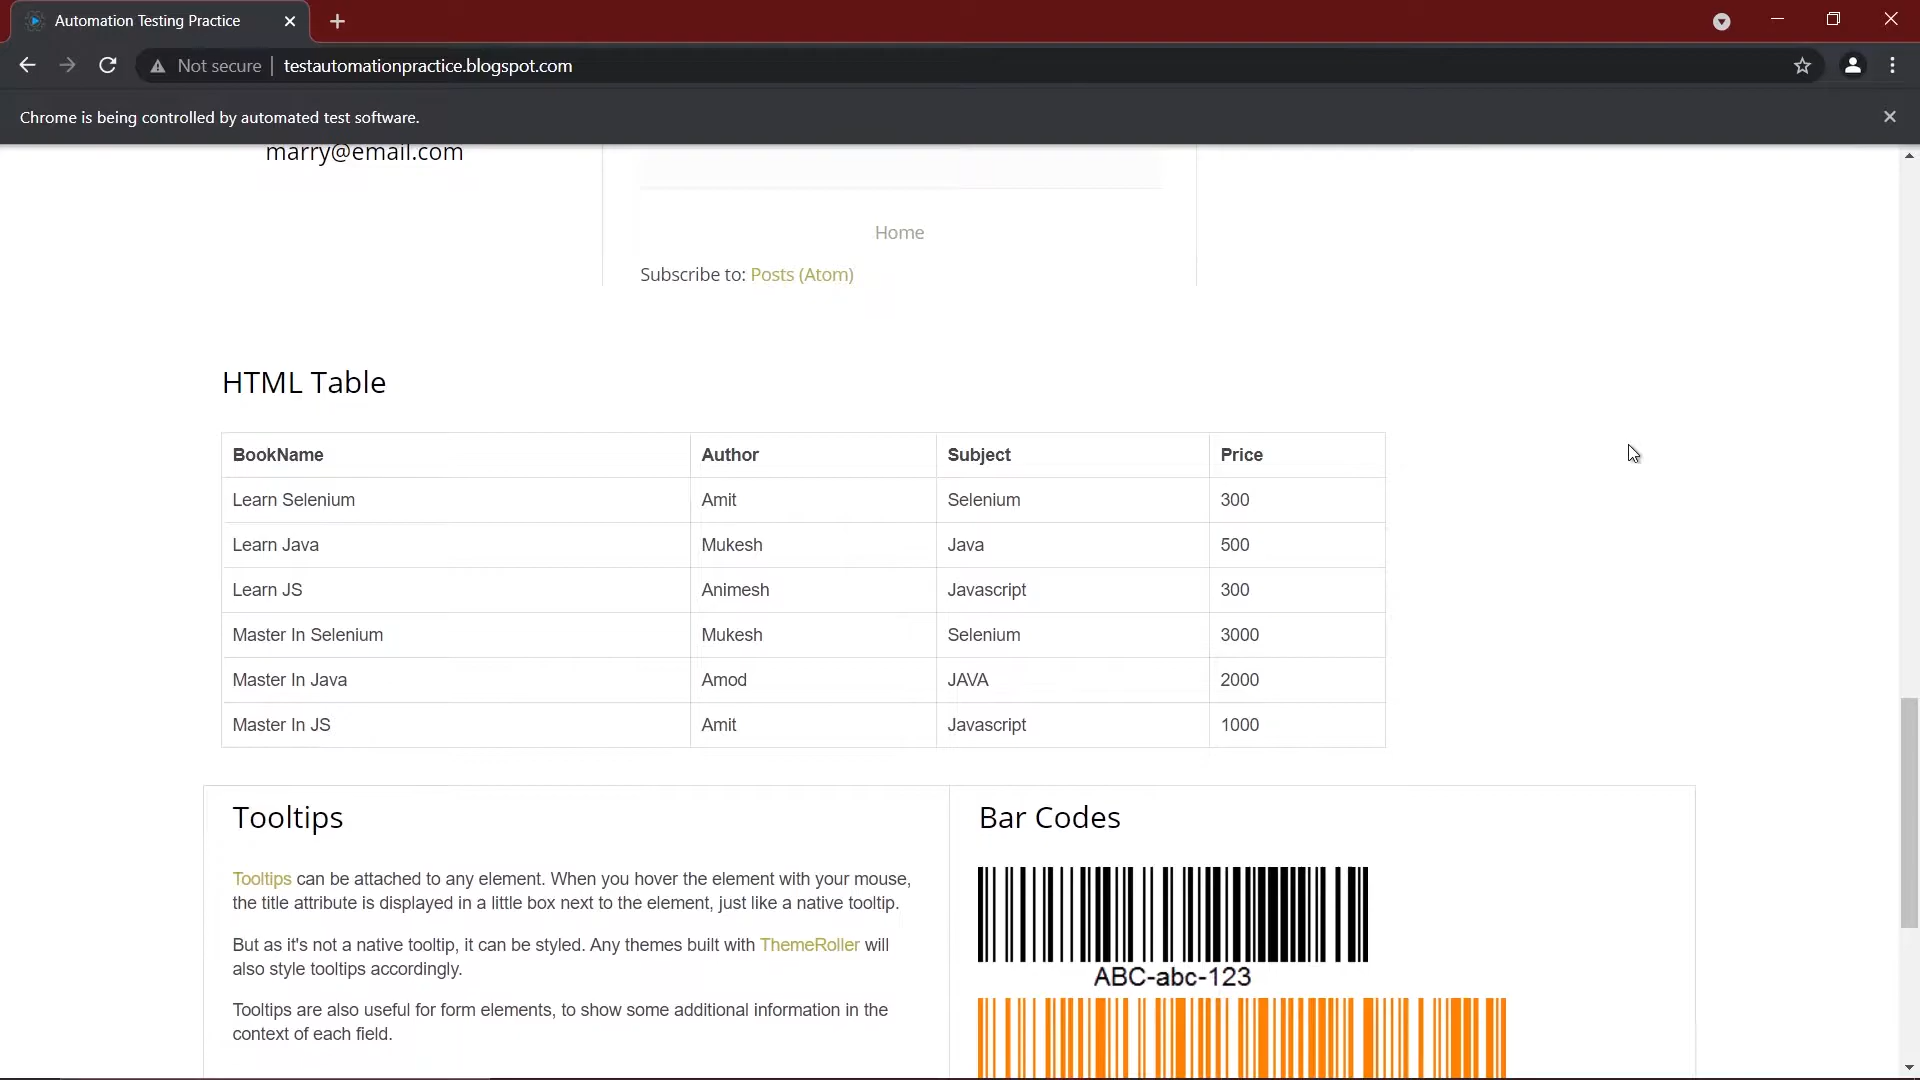 Automation Testing Practice
Not secure
testautomationpractice.blogspot.com
Chrome is being controlled by automated test software.
marry@email.com
Home
Subscribe to: Posts (Atom)
HTML Table
BookName Author Subject Price
Learn Selenium Amit Selenium 300
Learn Java Mukesh Java 500
Learn JS Animesh Javascript 300
Master In Selenium Mukesh Selenium 3000
Master In Java Amod JAVA 2000
Master In JS Amit Javascript 1000
Tooltips
Tooltips can be attached to any element. When you hover the element with your mouse,
the title attribute is displayed in a little box next to the element, just like a native tooltip.
But as it's not a native tooltip, it can be styled. Any themes built with ThemeRoller will
also style tooltips accordingly.
Tooltips are also useful for form elements, to show some additional information in the
context of each field.
Bar Codes
ABC-abc-123